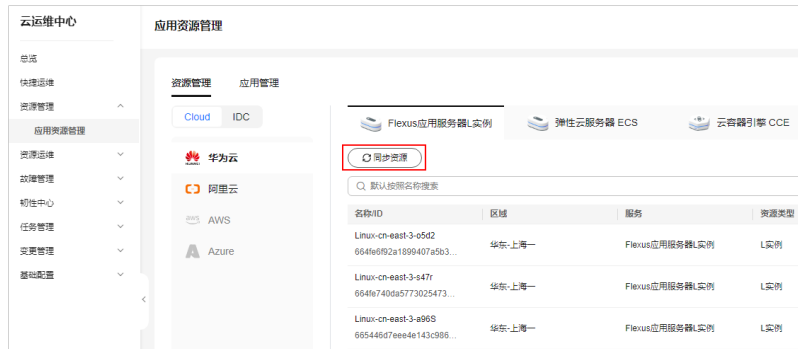 云运维中心
应用资源管理
总览
快捷运维
资源管理
应用资源管理
资源运维
故障管理
韧性中心
任务管理
变更管理
基础配置
资源管理 应用管理
Cloud IDC
华为云
阿里云
aws AWS
Azure
Flexus应用服务器L实例 弹性云服务器 ECS 云容器引擎 CCE
同步资源
默认按照名称搜索
名称/ID 区域 服务 资源类型
Linux-cn-east-3-o5d2
664fe6f92a1899407a5b3... 华东-上海一 Flexus应用服务器L实例 L实例
Linux-cn-east-3-s47r
664fe740da5773025473... 华东-上海一 Flexus应用服务器L实例 L实例
Linux-cn-east-3-a96S
665446d7eee4e143c986... 华东-上海一 Flexus应用服务器L实例 L实例